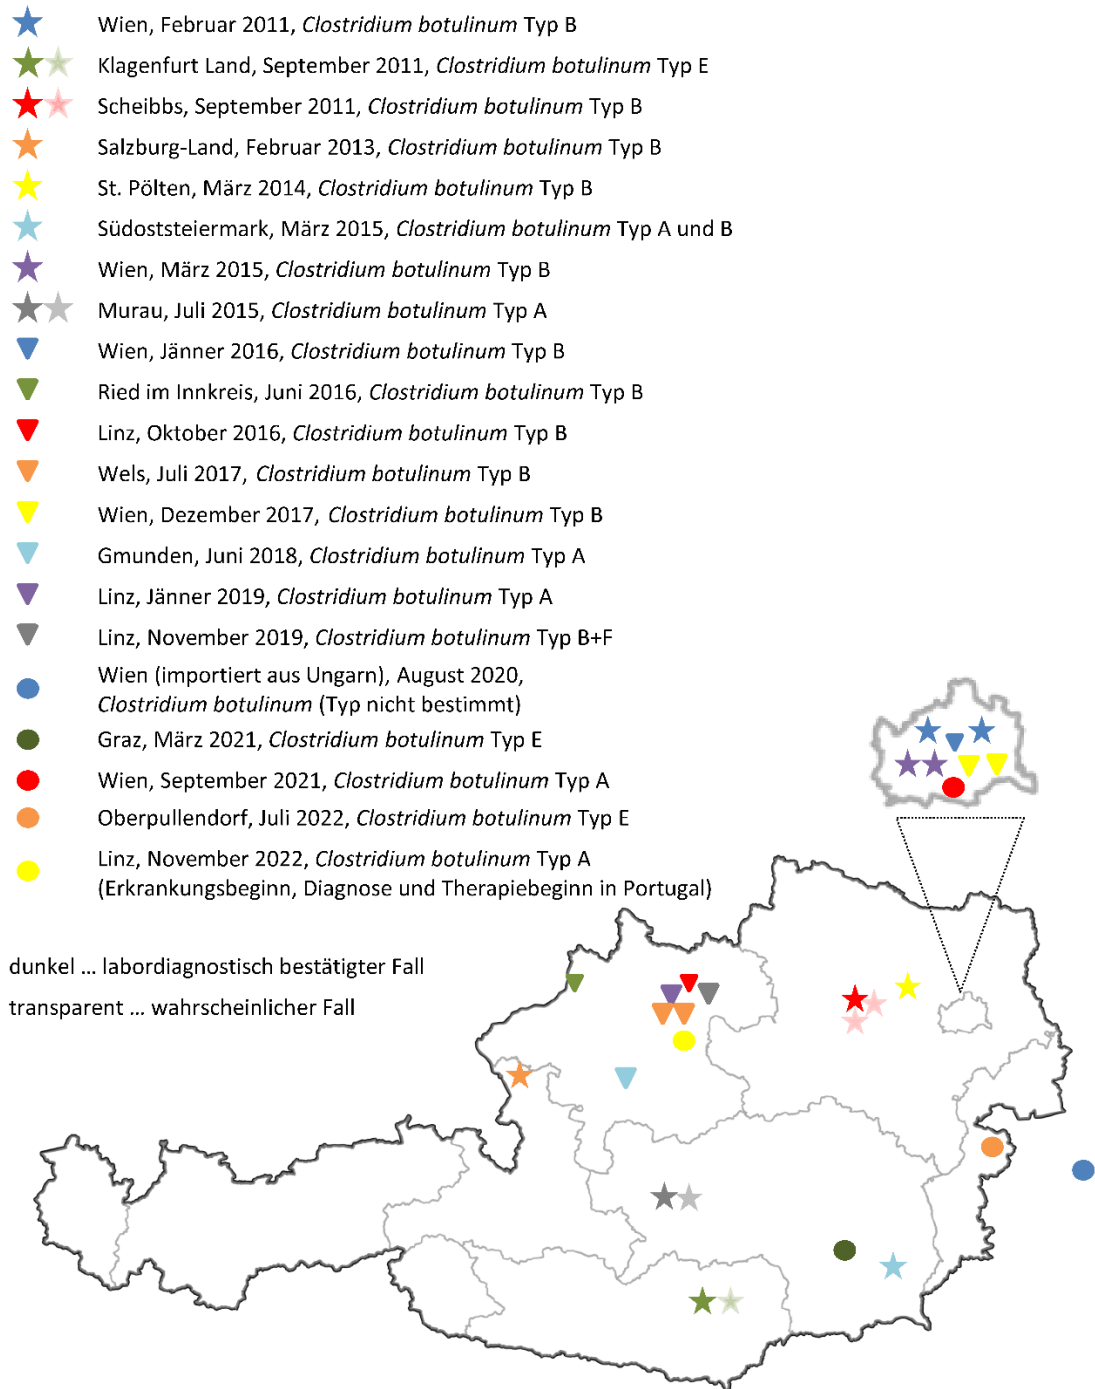 Wien, Februar 2011, Clostridium botulinum Typ B
Klagenfurt Land, September 2011, Clostridium botulinum Typ E
Scheibbs, September 2011, Clostridium botulinum Typ B
Salzburg-Land, Februar 2013, Clostridium botulinum Typ B
St. Pölten, März 2014, Clostridium botulinum Typ B
Südoststeiermark, März 2015, Clostridium botulinum Typ A und B
Wien, März 2015, Clostridium botulinum Typ B
Murau, Juli 2015, Clostridium botulinum Typ A
Wien, Jänner 2016, Clostridium botulinum Typ B
Ried im Innkreis, Juni 2016, Clostridium botulinum Typ B
Linz, Oktober 2016, Clostridium botulinum Typ B
Wels, Juli 2017, Clostridium botulinum Typ B
Wien, Dezember 2017, Clostridium botulinum Typ B
Gmunden, Juni 2018, Clostridium botulinum Typ A
Linz, Jänner 2019, Clostridium botulinum Typ A
Linz, November 2019, Clostridium botulinum Typ B+F
Wien (importiert aus Ungarn), August 2020,
Clostridium botulinum (Typ nicht bestimmt)
Graz, März 2021, Clostridium botulinum Typ E
Wien, September 2021, Clostridium botulinum Typ A
Oberpullendorf, Juli 2022, Clostridium botulinum Typ E
Linz, November 2022, Clostridium botulinum Typ A
(Erkrankungsbeginn, Diagnose und Therapiebeginn in Portugal)
dunkel ... labordiagnostisch bestätigter Fall
transparent ... wahrscheinlicher Fall